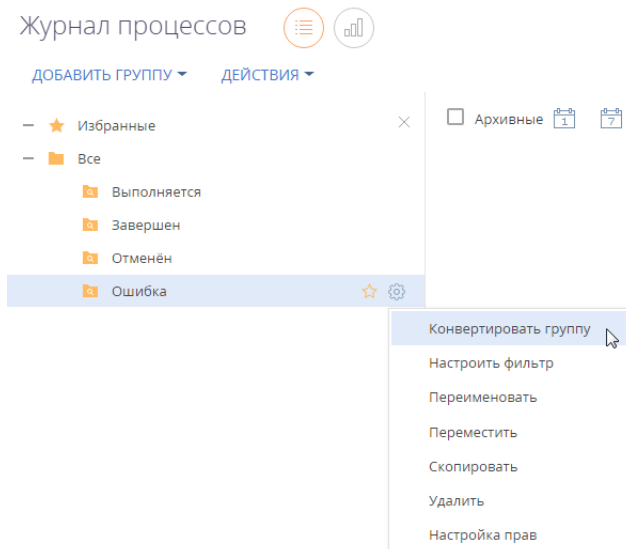 Журнал процессов
ДОБАВИТЬ ГРУППУ ДЕЙСТВИЯ
Избранные
Архивные 1 7
Все
Выполняется
Завершен
Отменён
Ошибка
Конвертировать группу
Настроить фильтр
Переименовать
Переместить
Скопировать
Удалить
Настройка прав